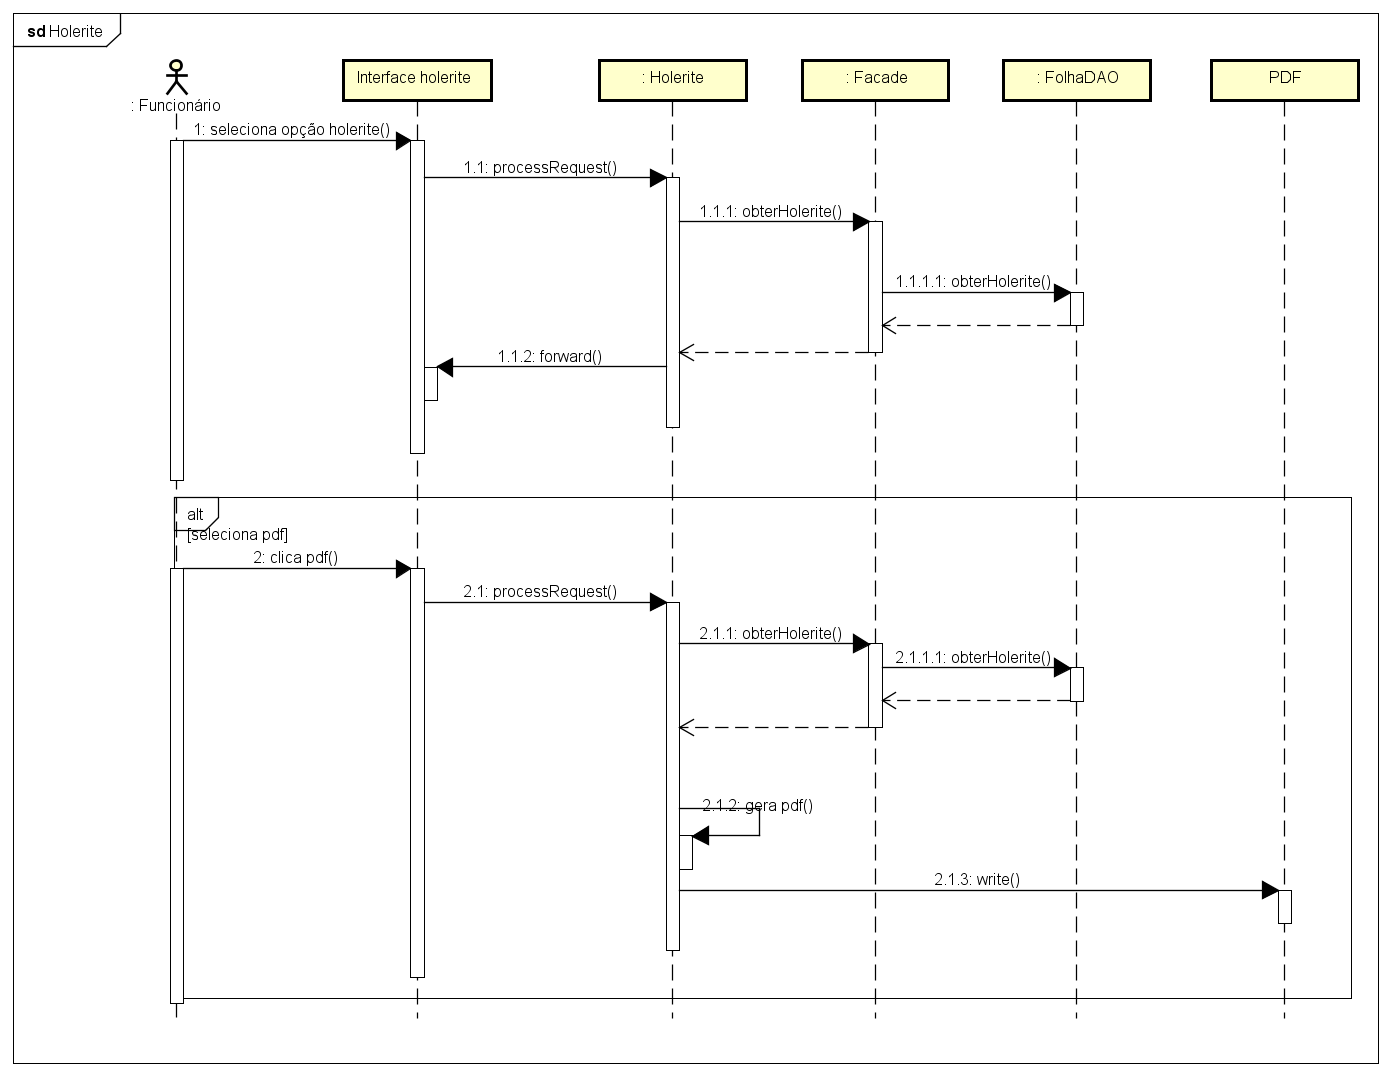 sd Holerite
: Funcionário
Interface holerite
: Holerite
: Facade
: FolhaDAO
PDF
1: seleciona opção holerite()
1.1: processRequest()
1.1.1: obterHolerite()
1.1.1.1: obterHolerite()
1.1.2: forward()
alt
[seleciona pdf]
2: clica pdf()
2.1: processRequest()
2.1.1: obterHolerite()
2.1.1.1: obterHolerite()
2.1.2: gera pdf()
2.1.3: write()